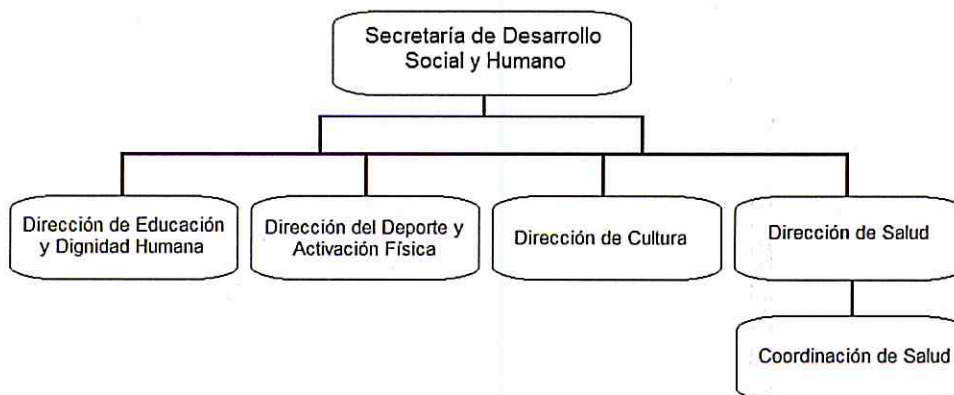 Secretaría de Desarrollo
Social y Humano
Dirección de Educación
y Dignidad Humana
Dirección del Deporte y
Activación Física
Dirección de Cultura
Dirección de Salud
Coordinación de Salud